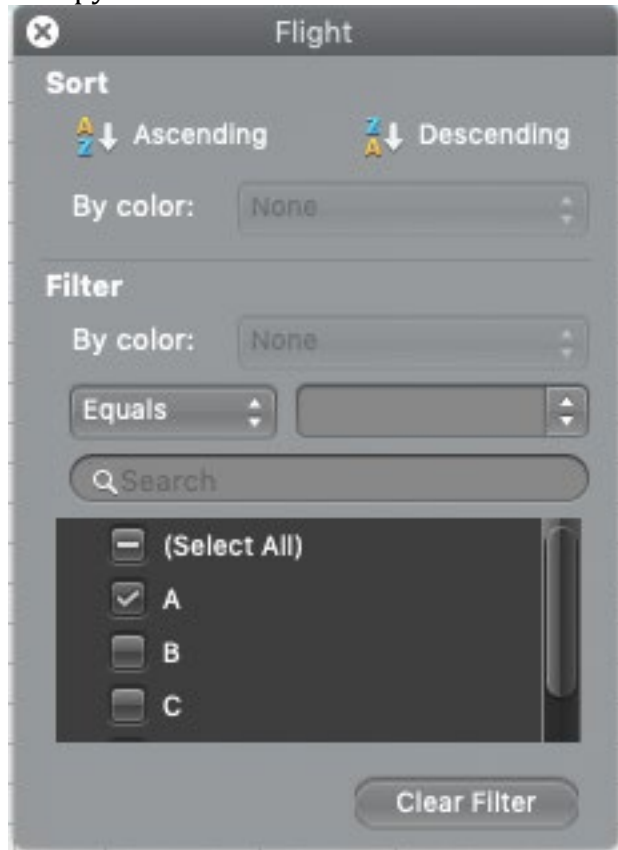 Flight
Sort
Ascending Descending
By color: None
Filter
By color: None
Equals
Search
(Select All)
A
B
C
Clear Filter